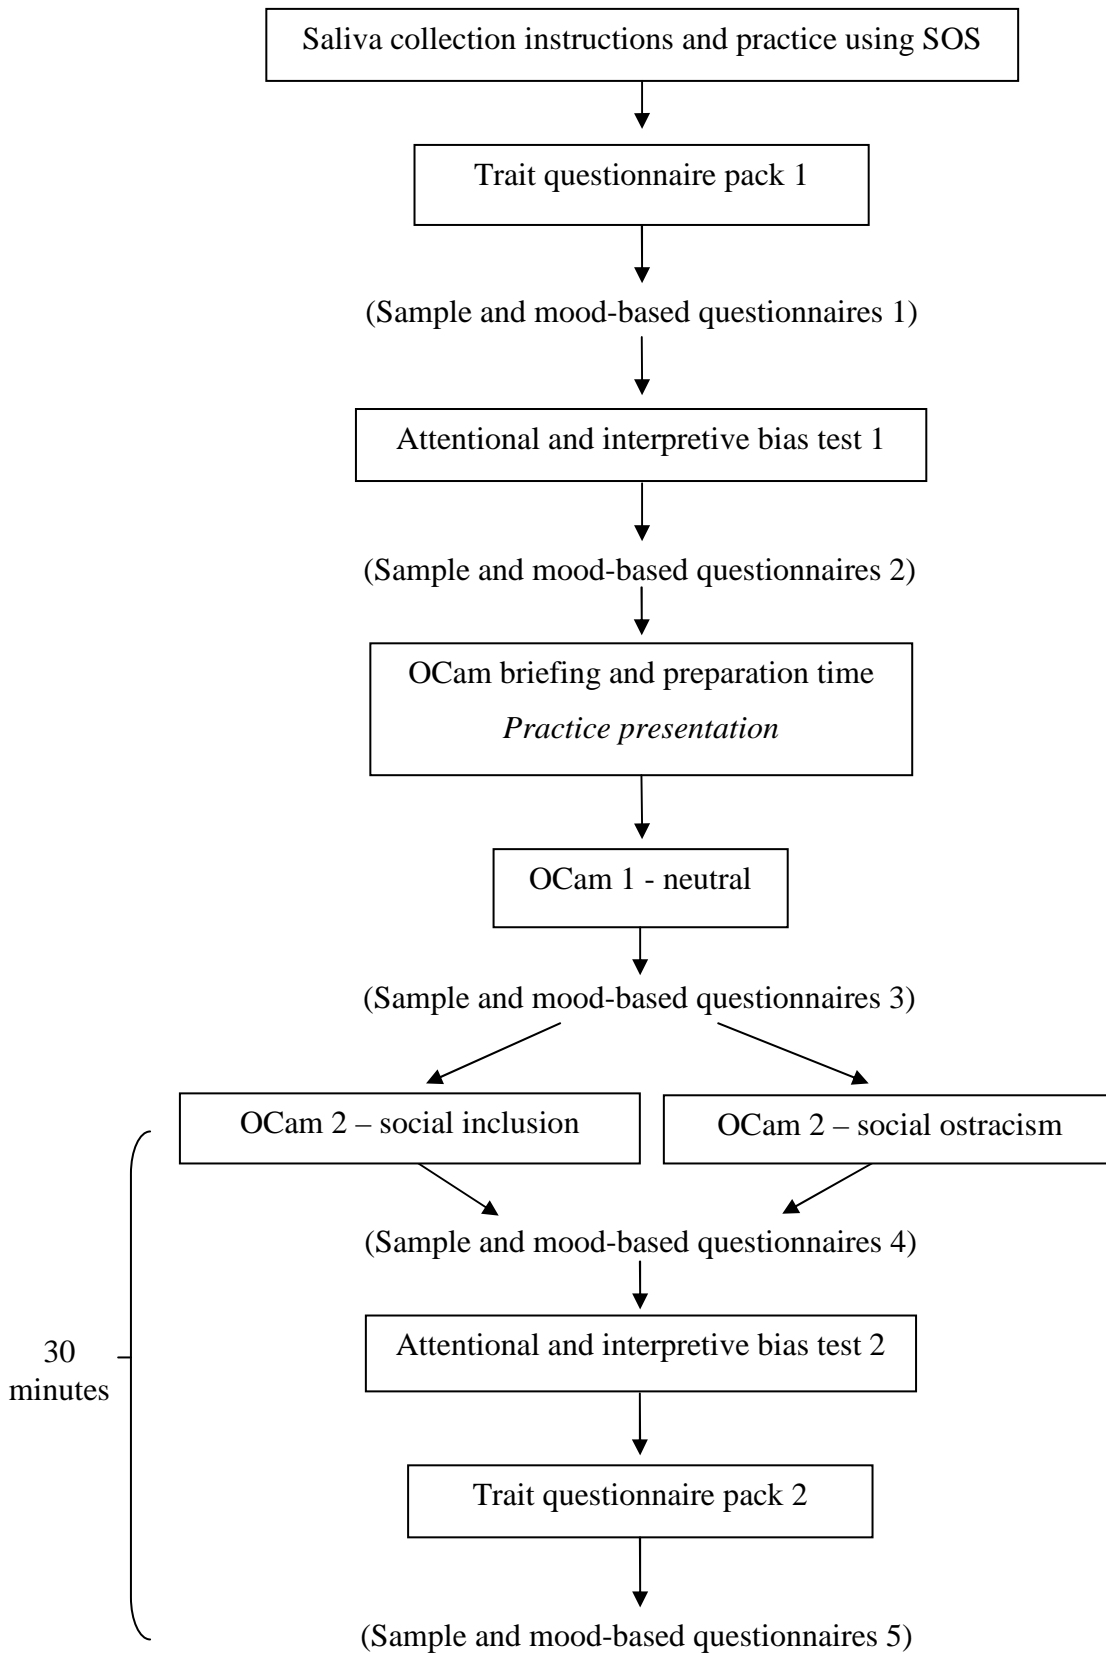 Saliva collection instructions and practice using SOS
Trait questionnaire pack 1
(Sample and mood-based questionnaires 1)
Attentional and interpretive bias test 1
(Sample and mood-based questionnaires 2)
OCam briefing and preparation time
Practice presentation
OCam 1 - neutral
(Sample and mood-based questionnaires 3)
OCam 2 – social inclusion
OCam 2 – social ostracism
(Sample and mood-based questionnaires 4)
Attentional and interpretive bias test 2
30
minutes
Trait questionnaire pack 2
(Sample and mood-based questionnaires 5)